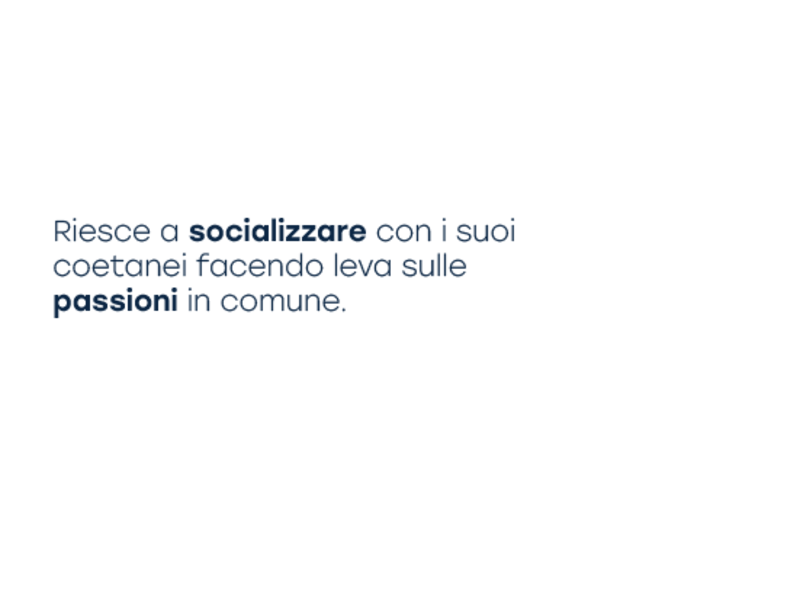 Riesce a socializzare con i suoi
coetanei facendo leva sulle
passioni in comune.